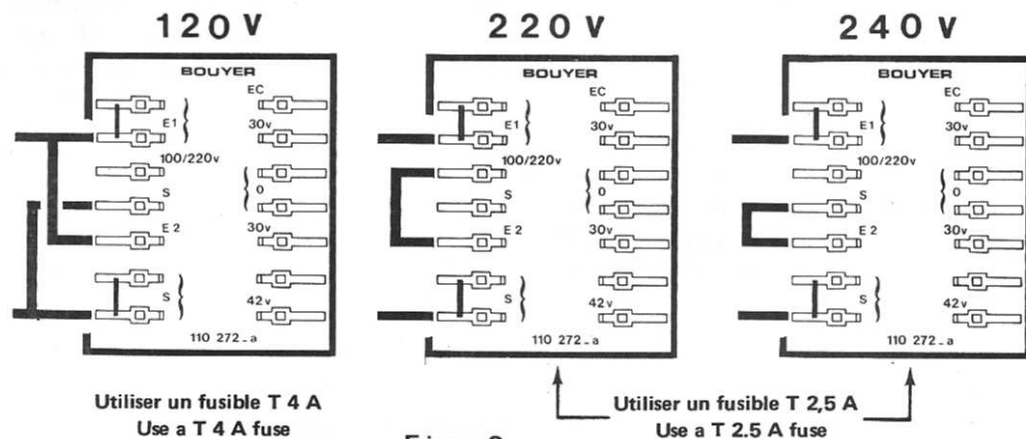 120 V
220 V
240 V
BOUYER
EC
E1
30v
100/220v
S
0
E2
30v
S
42v
110 272_a
BOUYER
EC
E1
30v
100/220v
S
0
E2
30v
S
42v
110 272_a
BOUYER
EC
E1
30v
100/220v
S
0
E2
30v
S
42v
110 272_a
Utiliser un fusible T 4 A
Use a T 4 A fuse
Utiliser un fusible T 2,5 A
Use a T 2.5 A fuse